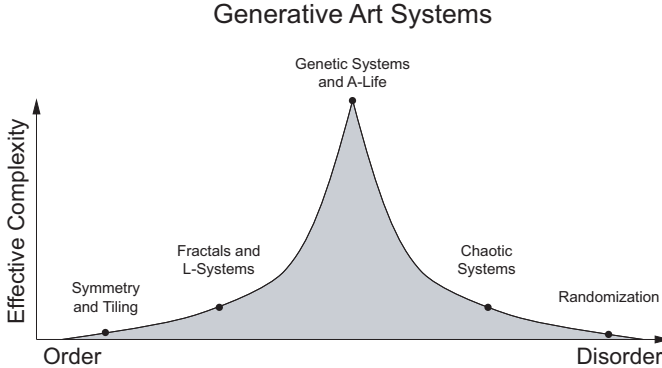 Generative Art Systems
Genetic Systems
and A-Life
Effective Complexity
Fractals and
L-Systems
Chaotic
Systems
Symmetry
and Tiling
Randomization
Order
Disorder